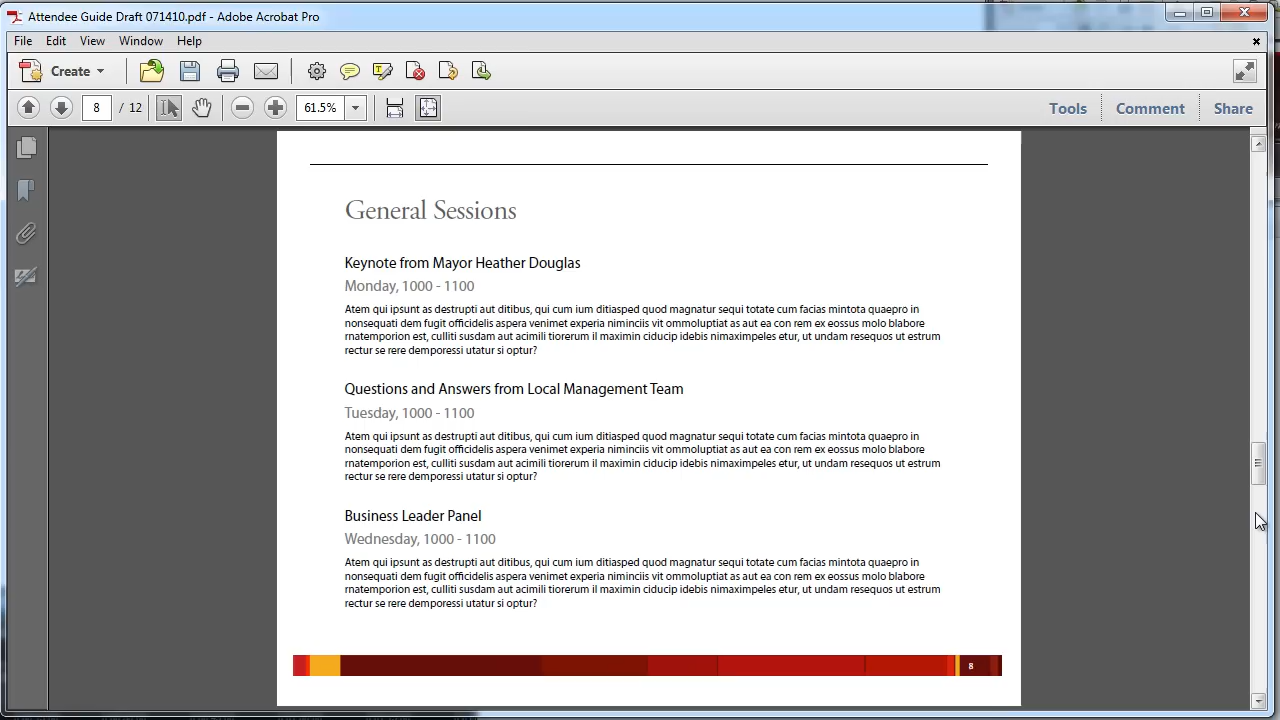 Attendee Guide Draft 071410.pdf - Adobe Acrobat Pro
File Edit View Window Help
Create
8 / 12 61.5% Tools Comment Share
General Sessions
Keynote from Mayor Heather Douglas
Monday, 1000 - 1100
Atem qui ipsunt as destrupti aut ditibus, qui cum ium ditiasped quod magnatur sequi totate cum facias mintota quaepro in
nonsequati dem fugit officidelis aspera venimet experia niminciis vit ommoluptiat as aut ea con rem ex eossus molo blabore
rnatemporion est, culliti susdam aut acimili tiorerum il maximin ciducip idebis nimaximpeles etur, ut undam resequos ut estrum
rectur se rere demporessi utatur si optur?
Questions and Answers from Local Management Team
Tuesday, 1000 - 1100
Atem qui ipsunt as destrupti aut ditibus, qui cum ium ditiasped quod magnatur sequi totate cum facias mintota quaepro in
nonsequati dem fugit officidelis aspera venimet experia niminciis vit ommoluptiat as aut ea con rem ex eossus molo blabore
rnatemporion est, culliti susdam aut acimili tiorerum il maximin ciducip idebis nimaximpeles etur, ut undam resequos ut estrum
rectur se rere demporessi utatur si optur?
Business Leader Panel
Wednesday, 1000 - 1100
Atem qui ipsunt as destrupti aut ditibus, qui cum ium ditiasped quod magnatur sequi totate cum facias mintota quaepro in
nonsequati dem fugit officidelis aspera venimet experia niminciis vit ommoluptiat as aut ea con rem ex eossus molo blabore
rnatemporion est, culliti susdam aut acimili tiorerum il maximin ciducip idebis nimaximpeles etur, ut undam resequos ut estrum
rectur se rere demporessi utatur si optur?
8